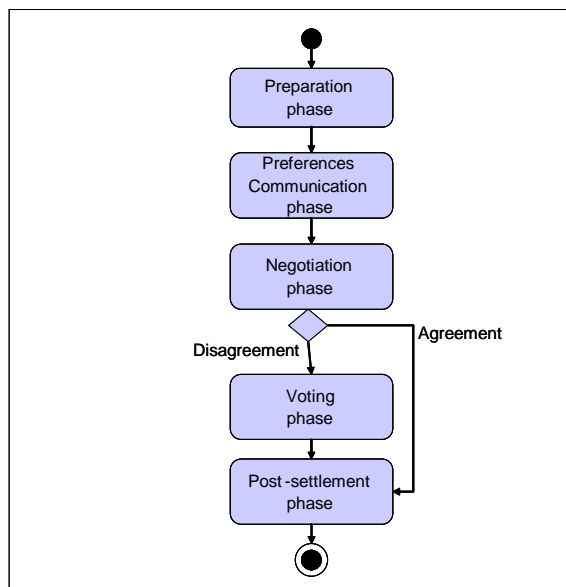 Preparation
phase
Preferences
Communication
phase
Negotiation
phase
Agreement
Disagreement
Voting
phase
Post-settlement
phase